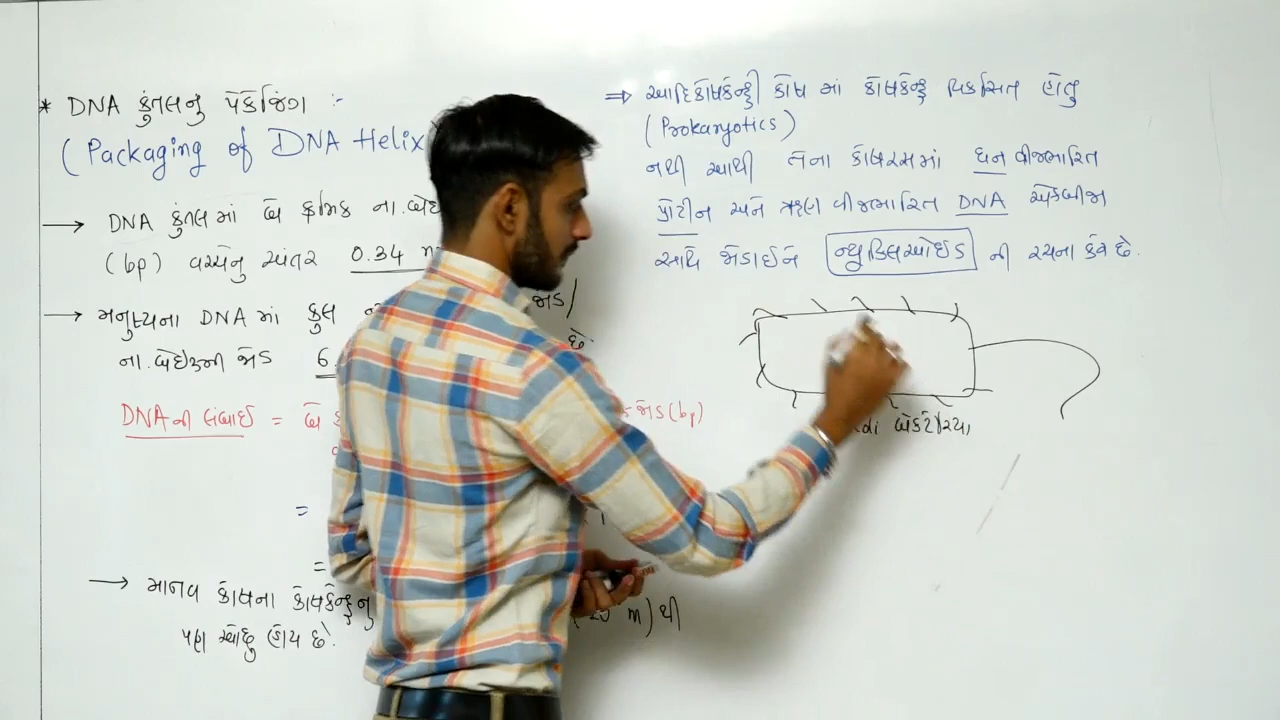 * DNA કુંતલનુ પેકેજિંગ :-
(Packaging of DNA Helix
→ DNA કુંતલમાં બે ક્રમિક ના.બેઇ
(bp) વચ્ચેનુ અંતર 0.34
→ મનુષ્યના DNA માં કુલ
જોડ/
ના.બેઇઝની જોડ 6.
છે
DNAની લંબાઈ = બે
જોડ(bp)
=
=
→ માનવ કોષના કોષકેન્દ્રનુ
m) થી
પણ ઓછુ હોય છે.
⇒ આદિકોષકેન્દ્રી કોષ માં કોષકેન્દ્ર વિકસિત હોતુ
(Prokaryotics)
નથી આથી તેના કોષરસમાં ધન વીજભારિત
પ્રોટીન અને ઋણ વીજભારિત DNA એકબીજા
સાથે જોડાઈને ન્યુક્લિઓઇડ ની રચના કરે છે.
બેક્ટેરિયા